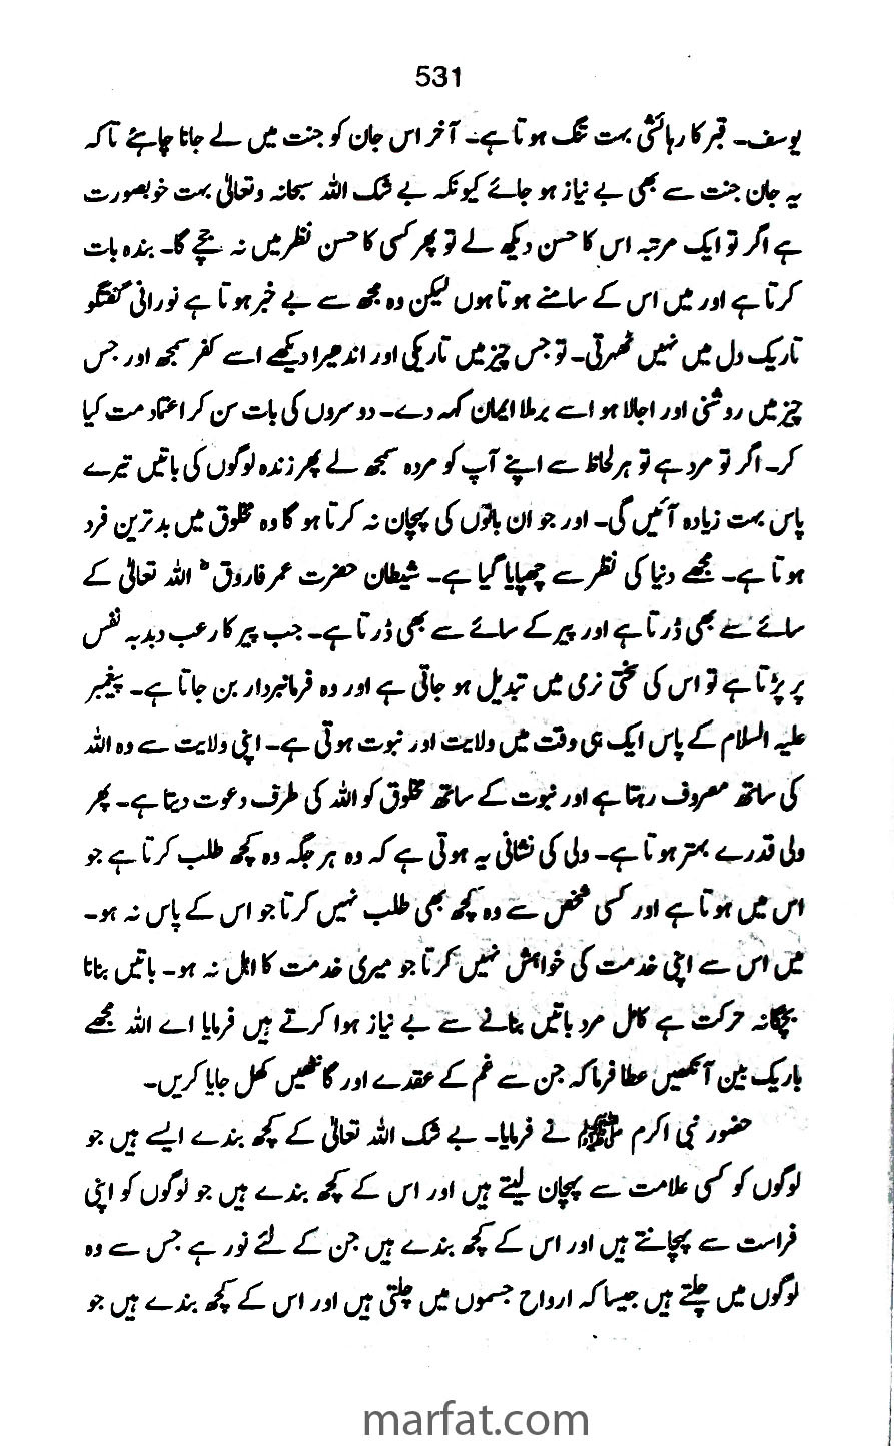 531
یوسف۔ قبر کا رہائشی بہت تنگ ہوتا ہے۔ آخر اس جان کو جنت میں لے جانا چاہئے تاکہ
یہ جان جنت سے بھی بے نیاز ہو جائے کیونکہ بے شک اللہ سبحانہ وتعالٰی بہت خوبصورت
ہے اگر تو ایک مرتبہ اس کا حسن دیکھ لے تو پھر کسی کا حسن نظر میں نہ جچے گا۔ بندہ بات
کرتا ہے اور میں اس کے سامنے ہوتا ہوں لیکن وہ مجھ سے بے خبر ہوتا ہے نورانی گفتگو
تاریک دل میں نہیں ٹھہرتی۔ تو جس چیز میں تاریکی اور اندھیرا دیکھے اسے کفر سمجھ اور جس
چیز میں روشنی اور اجالا ہو اسے برملا ایمان کہہ دے۔ دوسروں کی بات سن کر اعتماد مت کیا
کر۔ اگر تو مرد ہے تو ہر لحاظ سے اپنے آپ کو مردہ سمجھ لے پھر زندہ لوگوں کی باتیں تیرے
پاس بہت زیادہ آئیں گی۔ اور جو ان باتوں کی پہچان نہ کرتا ہو گا وہ مخلوق میں بدترین فرد
ہوتا ہے۔ مجھے دنیا کی نظر سے چھپایا گیا ہے۔ شیطان حضرت عمر فاروق ؓ اللہ تعالٰی کے
سائے سے بھی ڈرتا ہے اور پیر کے سائے سے بھی ڈرتا ہے۔ جب پیر کا رعب دبدبہ نفس
پر پڑتا ہے تو اس کی سختی نرمی میں تبدیل ہو جاتی ہے اور وہ فرمانبردار بن جاتا ہے۔ پیغمبر
علیہ السلام کے پاس ایک ہی وقت میں ولایت اور نبوت ہوتی ہے۔ اپنی ولایت سے وہ اللہ
کی ساتھ مصروف رہتا ہے اور نبوت کے ساتھ مخلوق کو اللہ کی طرف دعوت دیتا ہے۔ پھر
ولی قدرے بہتر ہوتا ہے۔ ولی کی نشانی یہ ہوتی ہے کہ وہ ہر جگہ وہ کچھ طلب کرتا ہے جو
اس میں ہوتا ہے اور کسی شخص سے وہ کچھ بھی طلب نہیں کرتا جو اس کے پاس نہ ہو۔
میں اس سے اپنی خدمت کی خواہش نہیں کرتا جو میری خدمت کا اہل نہ ہو۔ باتیں بنانا
بچگانہ حرکت ہے کامل مرد باتیں بنانے سے بے نیاز ہوا کرتے ہیں فرمایا اے اللہ مجھے
باریک بین آنکھیں عطا فرما کہ جن سے غم کے عقدے اور گانٹھیں کھل جایا کریں۔
حضور نبی اکرم ﷺ نے فرمایا۔ بے شک اللہ تعالٰی کے کچھ بندے ایسے ہیں جو
لوگوں کو کسی علامت سے پہچان لیتے ہیں اور اس کے کچھ بندے ہیں جو لوگوں کو اپنی
فراست سے پہچانتے ہیں اور اس کے کچھ بندے ہیں جن کے لئے نور ہے جس سے وہ
لوگوں میں چلتے ہیں جیسا کہ ارواح جسموں میں چلتی ہیں اور اس کے کچھ بندے ہیں جو
marfat.com